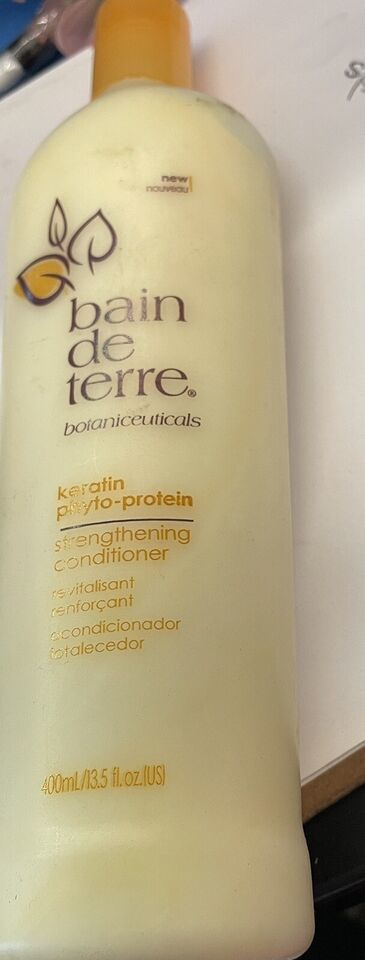 new
nouveau
bain
de
terre®
botaniceuticals
keratin
phyto-protein
strengthening
conditioner
revitalisant
renforçant
acondicionador
fotalecedor
400mL/13.5 fl. oz.(US)